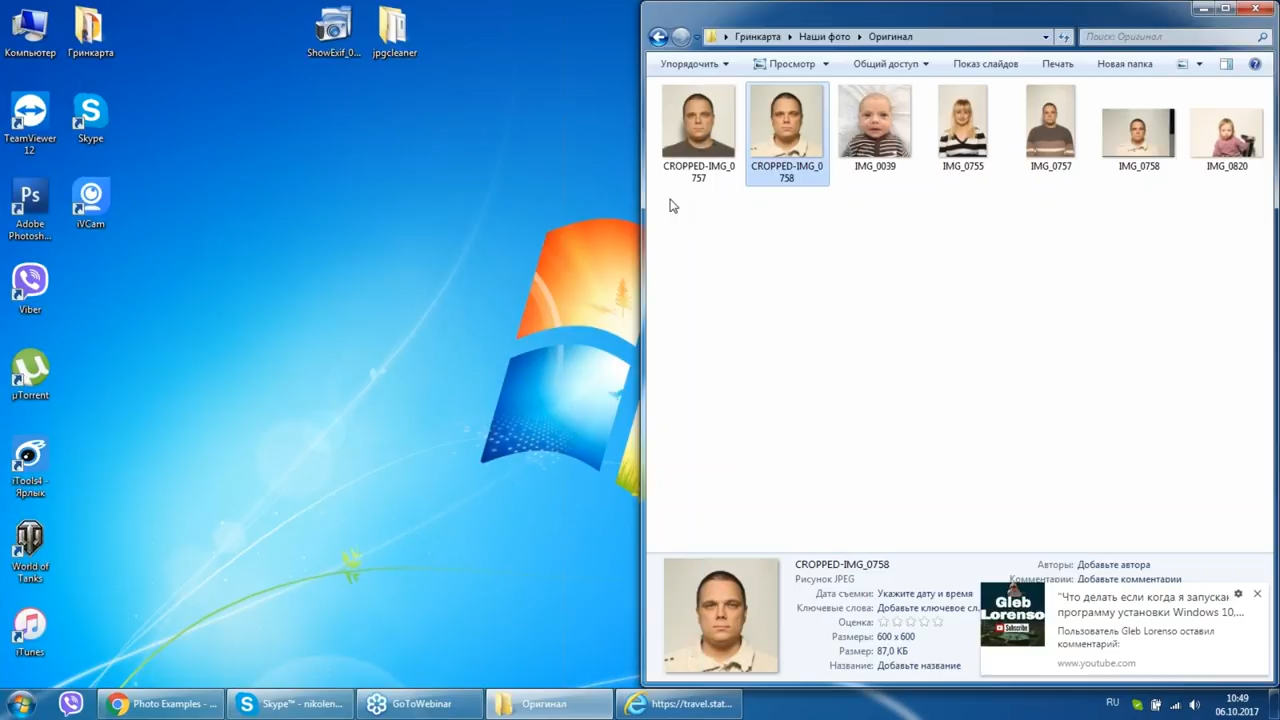 Компьютер
Гринкарта
ShowExif_0...
jpgcleaner
TeamViewer
12
Skype
Adobe
Photosh...
iVCam
Viber
µTorrent
iTools4 -
Ярлык
World of
Tanks
iTunes
Гринкарта
Наши фото
Оригинал
Поиск: Оригинал
Упорядочить
Просмотр
Общий доступ
Показ слайдов
Печать
Новая папка
CROPPED-IMG_0
757
CROPPED-IMG_0
758
IMG_0039
IMG_0755
IMG_0757
IMG_0758
IMG_0820
CROPPED-IMG_0758
Рисунок JPEG
Дата съемки: Укажите дату и время
Ключевые слова: Добавьте ключевое сл...
Оценка:
Размеры: 600 x 600
Размер: 87,0 КБ
Название: Добавьте название
Авторы: Добавьте автора
Комментарии: Добавьте комментарии
Gleb
Lorenso
Subscribe
"Что делать если когда я запускаю
программу установки Windows 10,...
Пользователь Gleb Lorenso оставил
комментарий:
www.youtube.com
Photo Examples - ...
Skype™ - nikolen...
GoToWebinar
Оригинал
https://travel.stat...
RU
10:49
06.10.2017